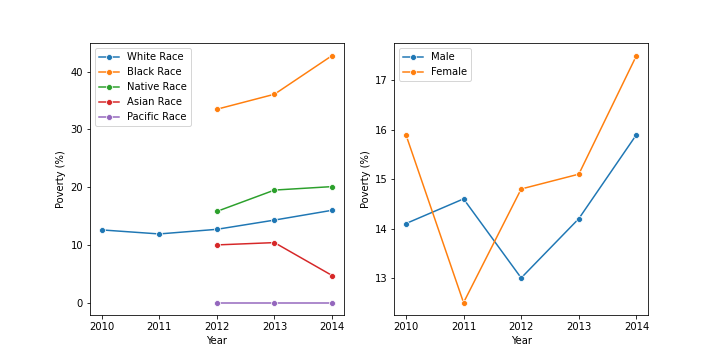 White Race
Black Race
Native Race
Asian Race
Pacific Race
40
30
20
10
0
Poverty (%)
2010 2011 2012 2013 2014
Year
Male
Female
17
16
15
14
13
Poverty (%)
2010 2011 2012 2013 2014
Year